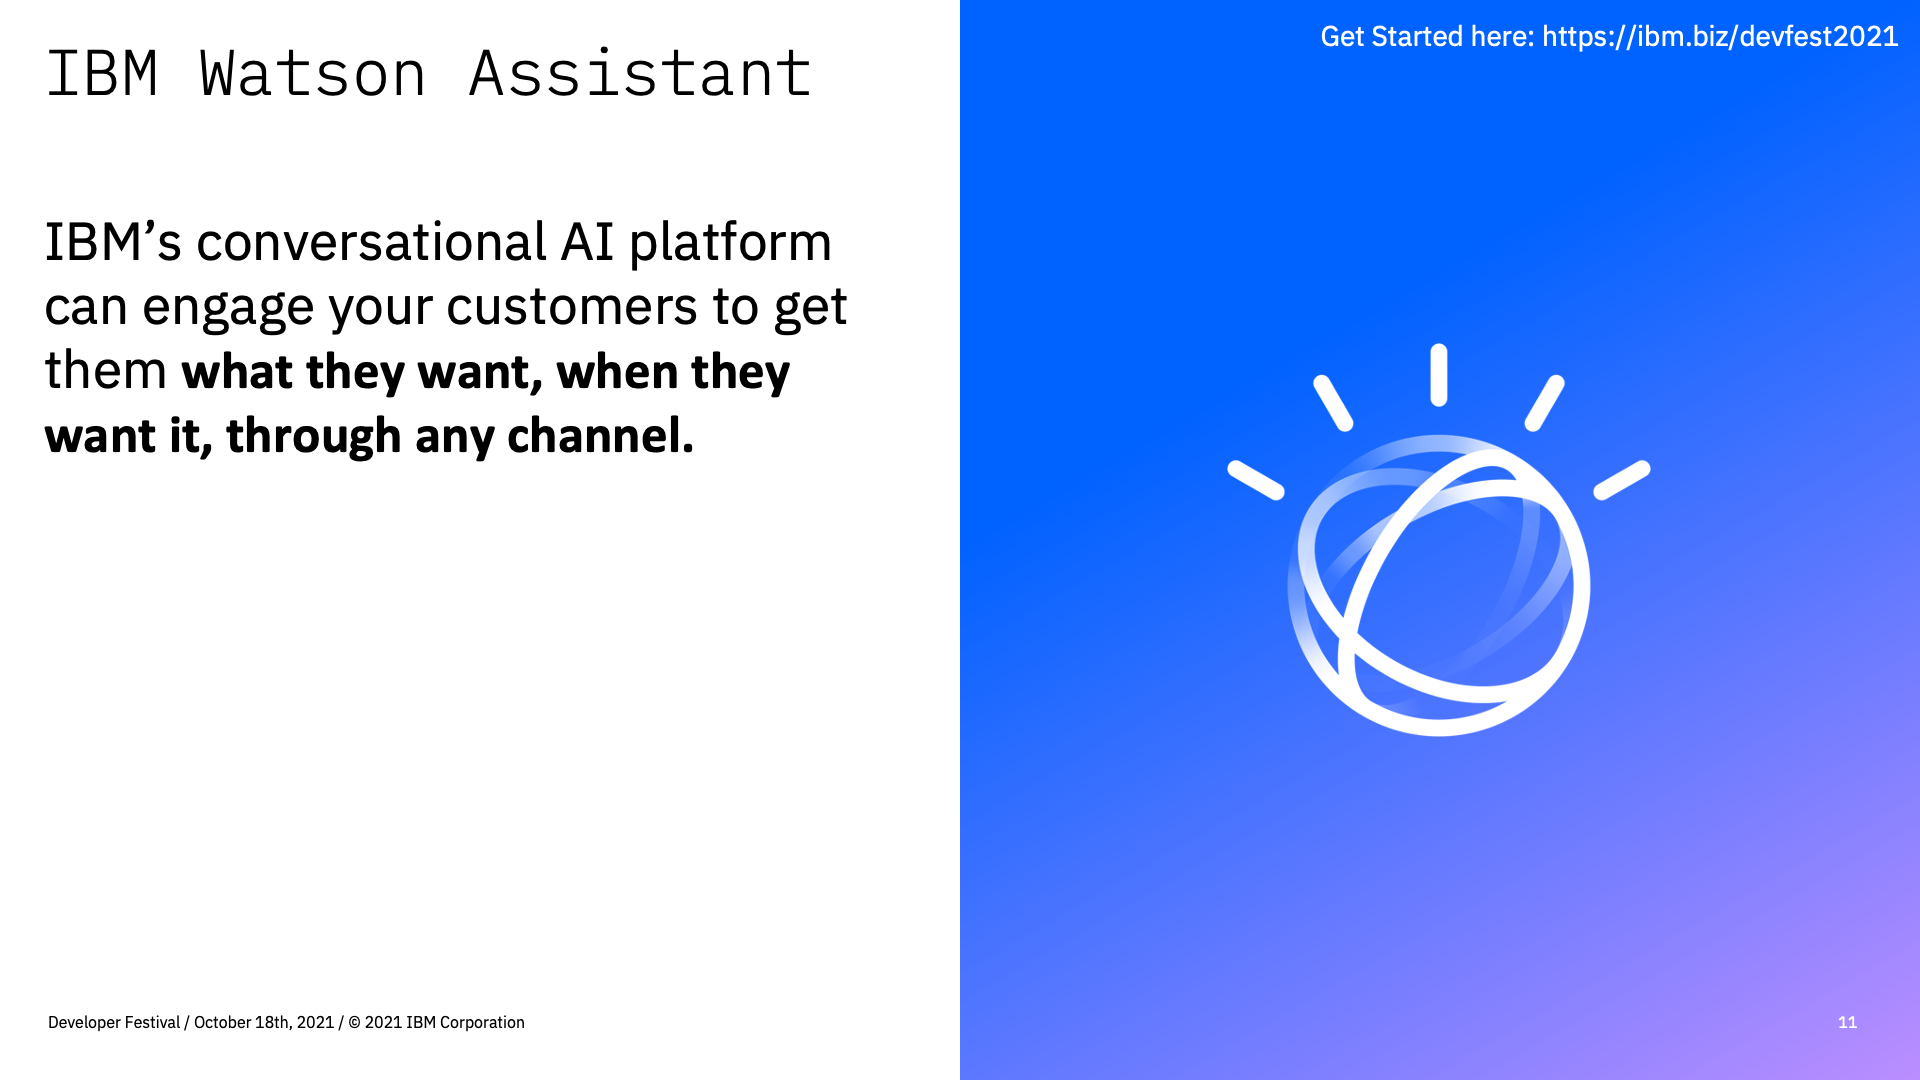 IBM Watson Assistant
Get Started here: https://ibm.biz/devfest2021
IBM’s conversational AI platform
can engage your customers to get
them what they want, when they
want it, through any channel.
Developer Festival / October 18th, 2021 / © 2021 IBM Corporation
11